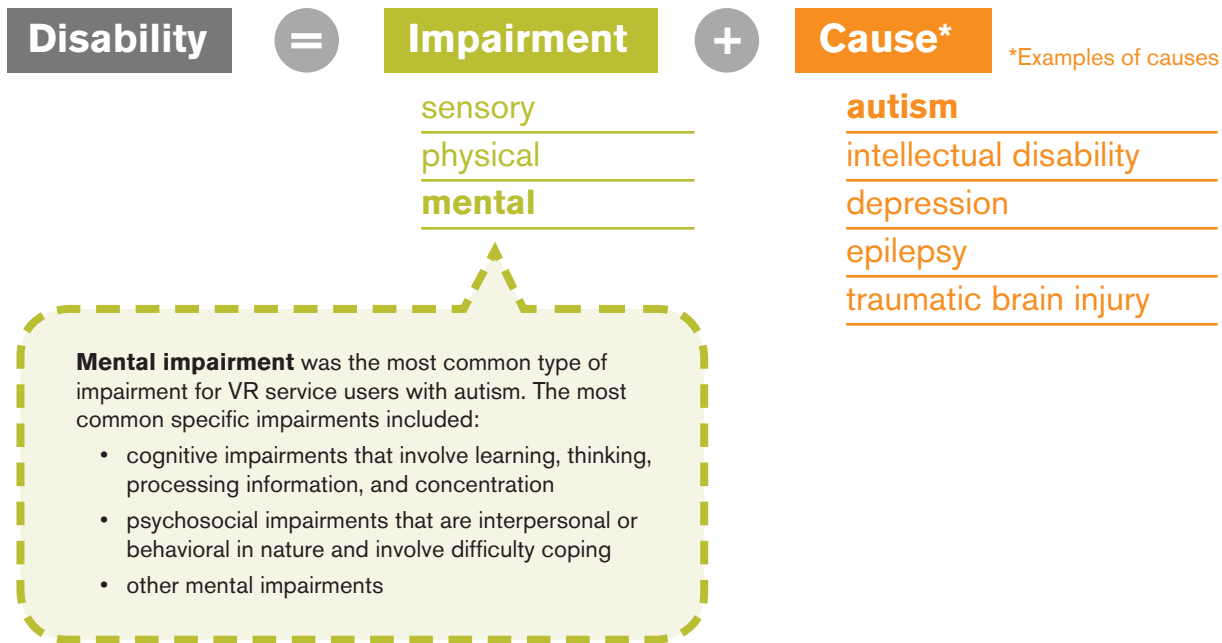 Disability = Impairment + Cause*
*Examples of causes
sensory
physical
mental
autism
intellectual disability
depression
epilepsy
traumatic brain injury
Mental impairment was the most common type of
impairment for VR service users with autism. The most
common specific impairments included:
• cognitive impairments that involve learning, thinking,
processing information, and concentration
• psychosocial impairments that are interpersonal or
behavioral in nature and involve difficulty coping
• other mental impairments